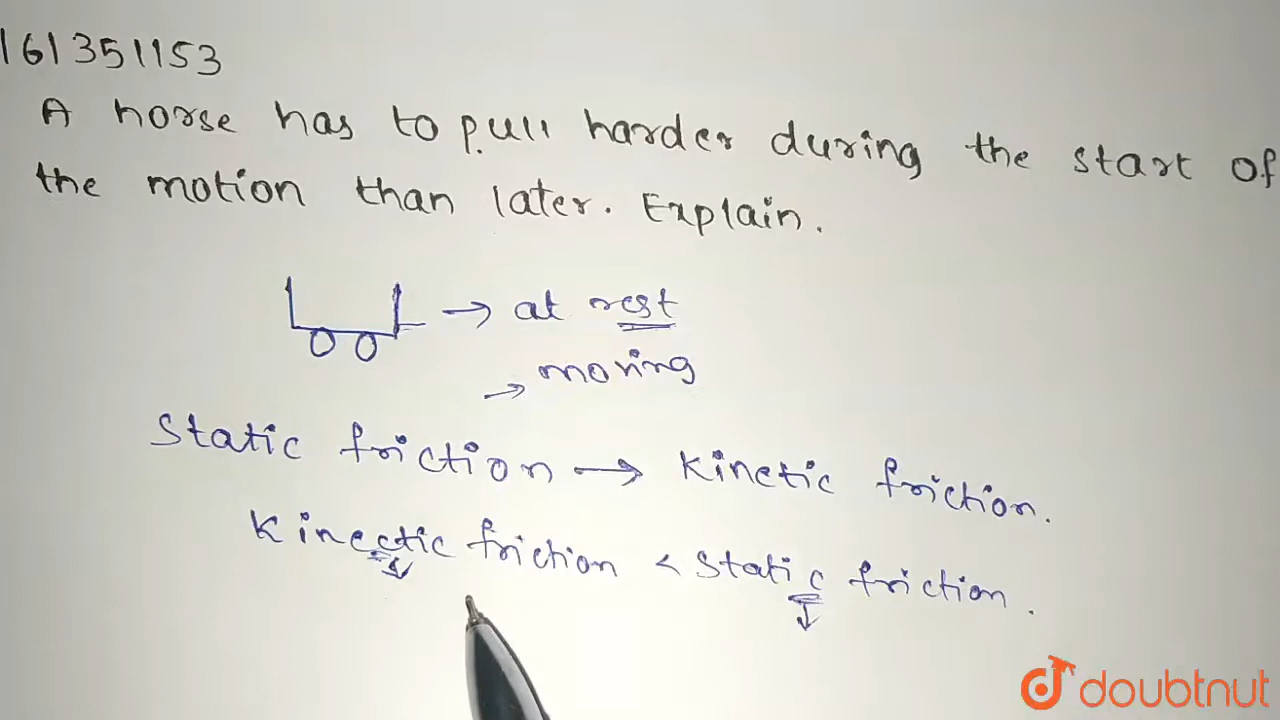 161351153
A horse has to pull harder during the start of
the motion than later. Explain.
→ at rest
→ moving
Static friction → Kinetic friction.
Kinectic friction < Static friction.
doubtnut